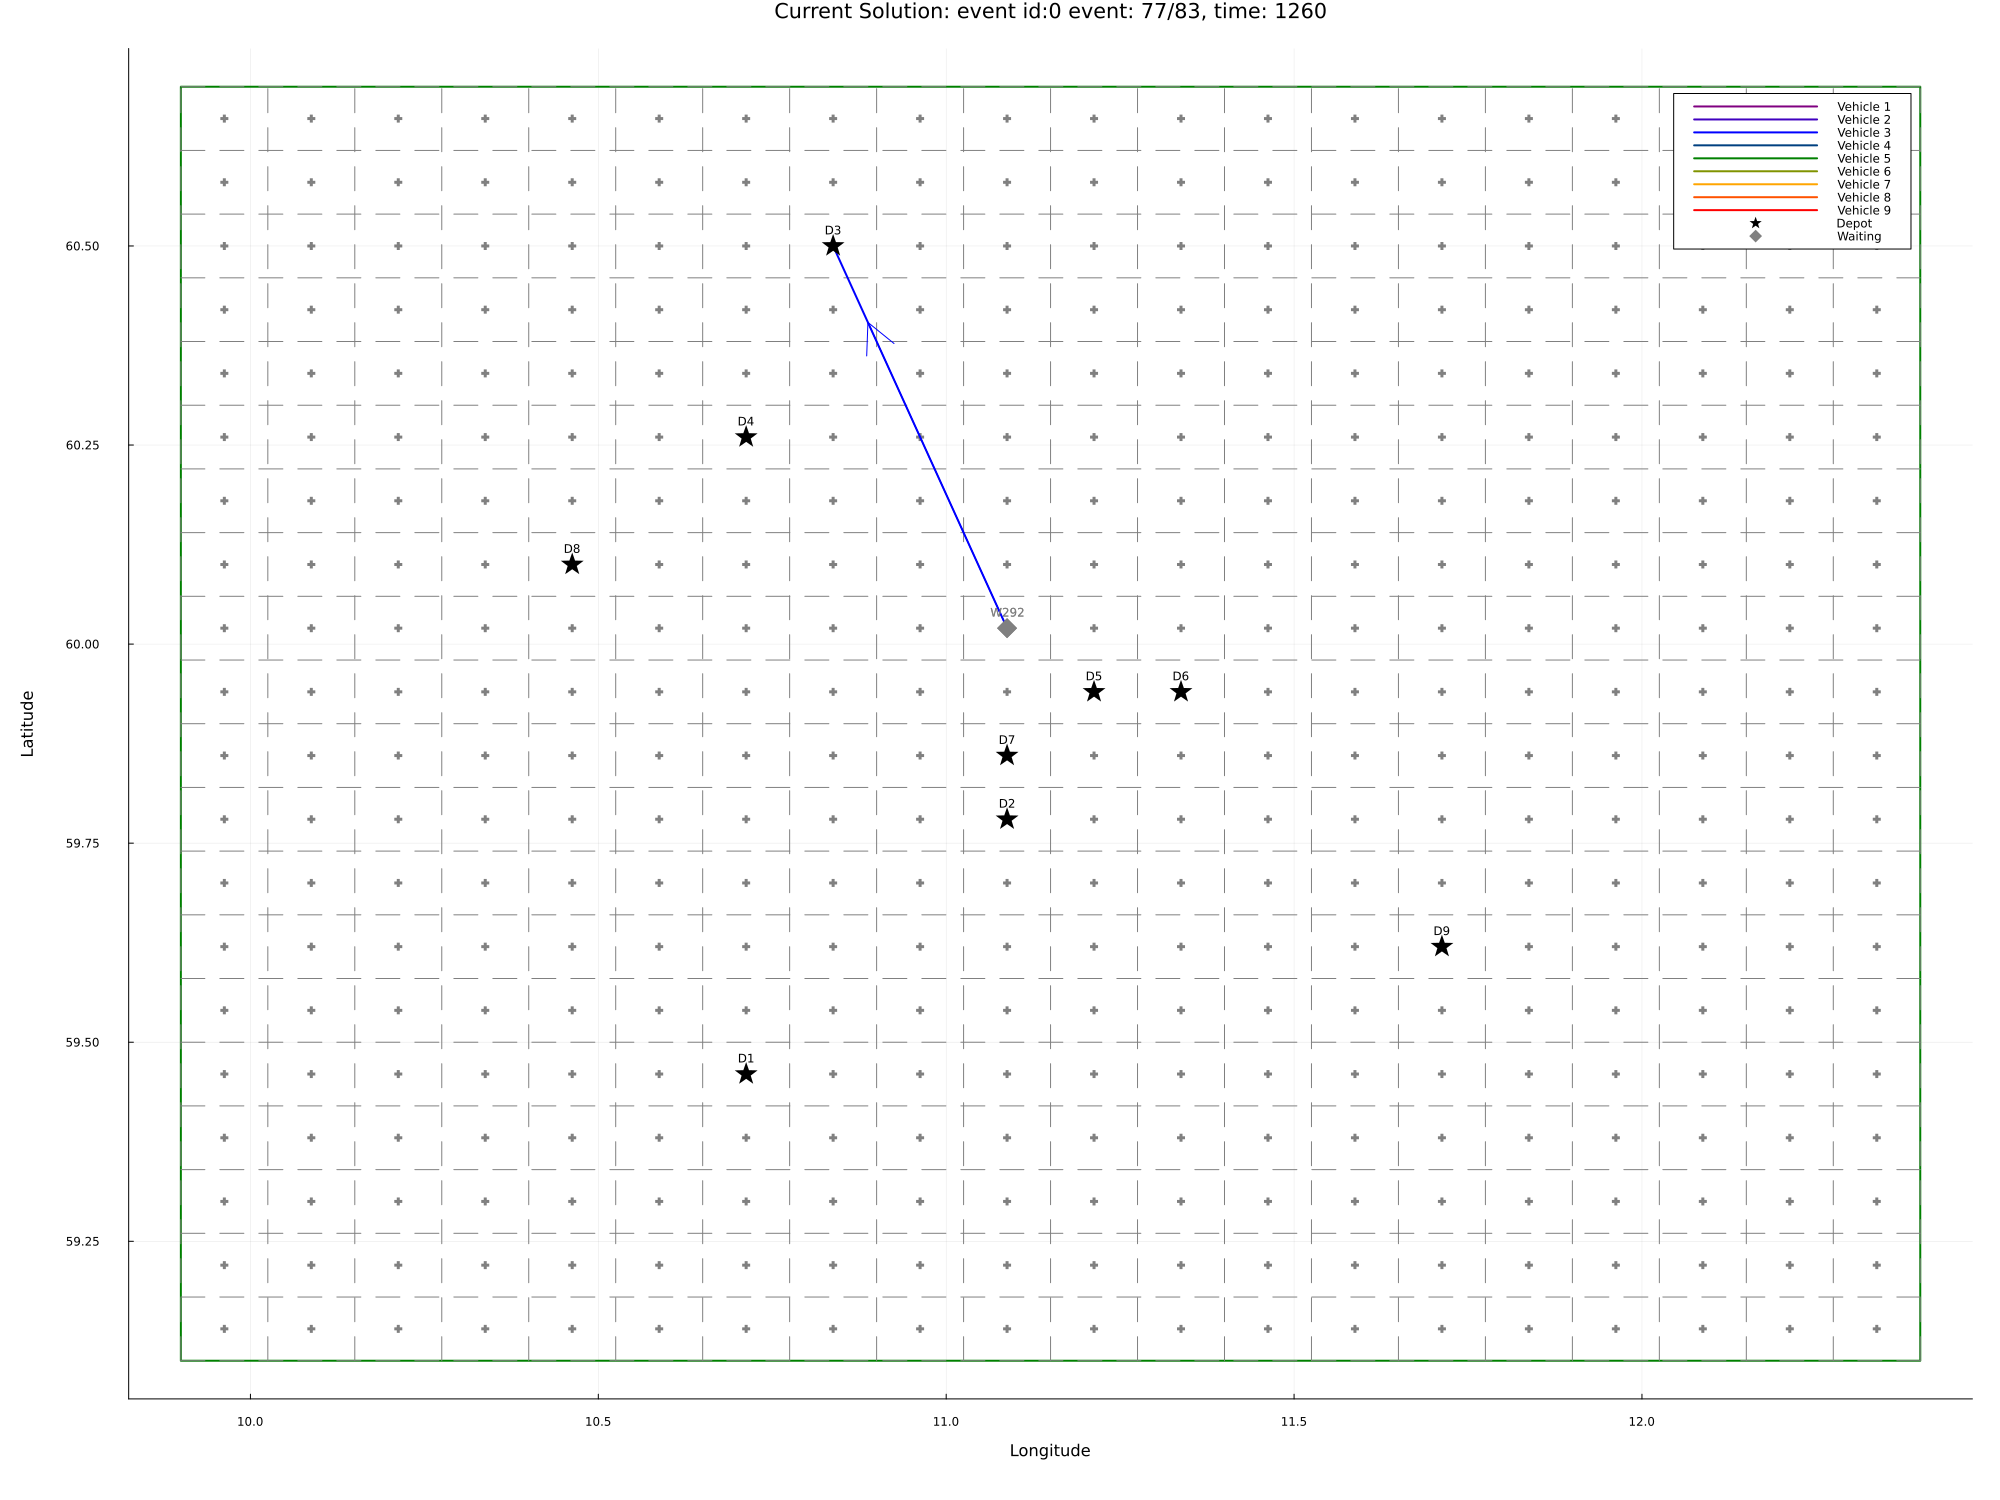 Current Solution: event id:0 event: 77/83, time: 1260
Vehicle 1
Vehicle 2
Vehicle 3
Vehicle 4
Vehicle 5
Vehicle 6
Vehicle 7
Vehicle 8
Vehicle 9
Depot
Waiting
D3
60.50
D4
60.25
D8
W292
60.00
D5 D6
Latitude
D7
D2
59.75
D9
59.50
D1
59.25
10.0 10.5 11.0 11.5 12.0
Longitude